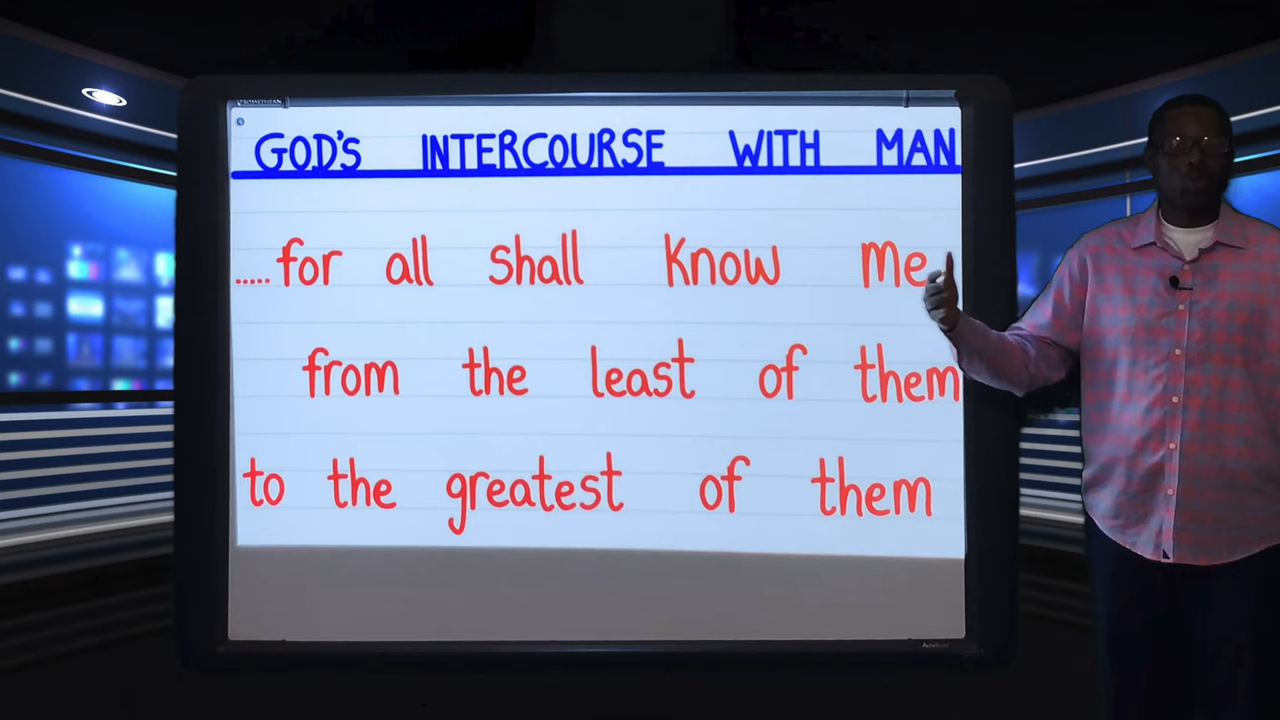 PROMETHEAN
GOD'S INTERCOURSE WITH MAN
.....for all shall know me
from the least of them
to the greatest of them